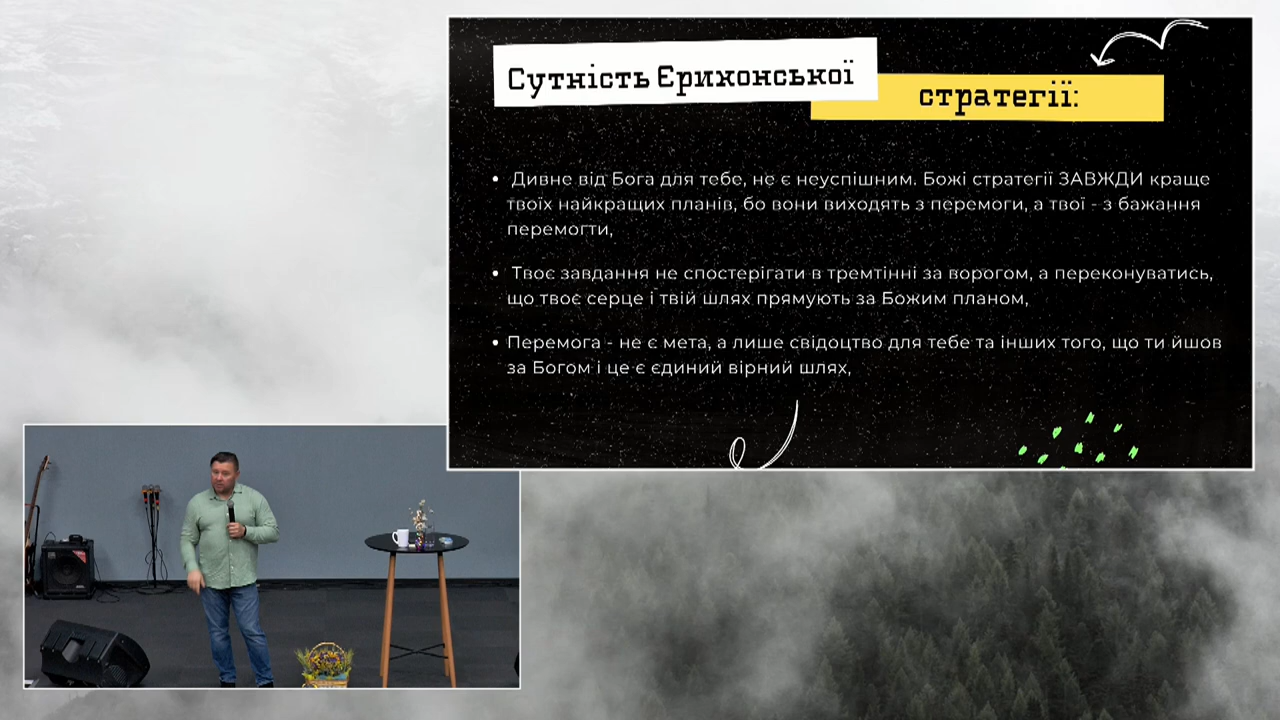 Сутність Єрихонської
стратегії:
Дивне від Бога для тебе, не є неуспішним. Божі стратегії ЗАВЖДИ краще
твоїх найкращих планів, бо вони виходять з перемоги, а твої - з бажання
перемогти,
Твоє завдання не спостерігати в тремтінні за ворогом, а переконуватись,
що твоє серце і твій шлях прямують за Божим планом,
Перемога - не є мета, а лише свідоцтво для тебе та інших того, що ти йшов
за Богом і це є єдиний вірний шлях,